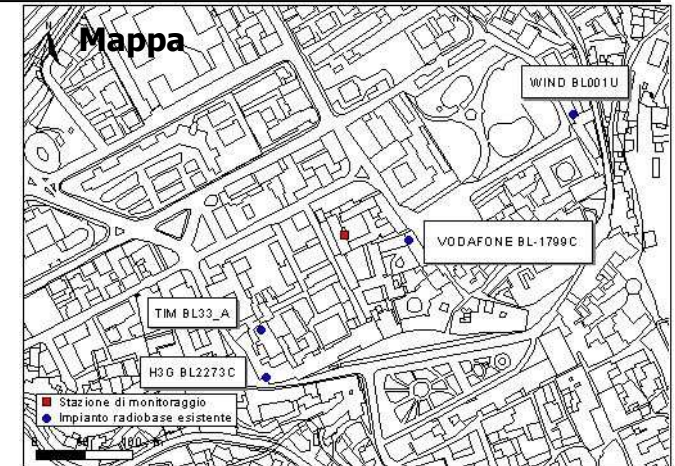 N
Mappa
WIND BL001U
VODAFONE BL-1799C
TIM BL33_A
H3G BL2273C
Stazione di monitoraggio
Impianto radiobase esistente